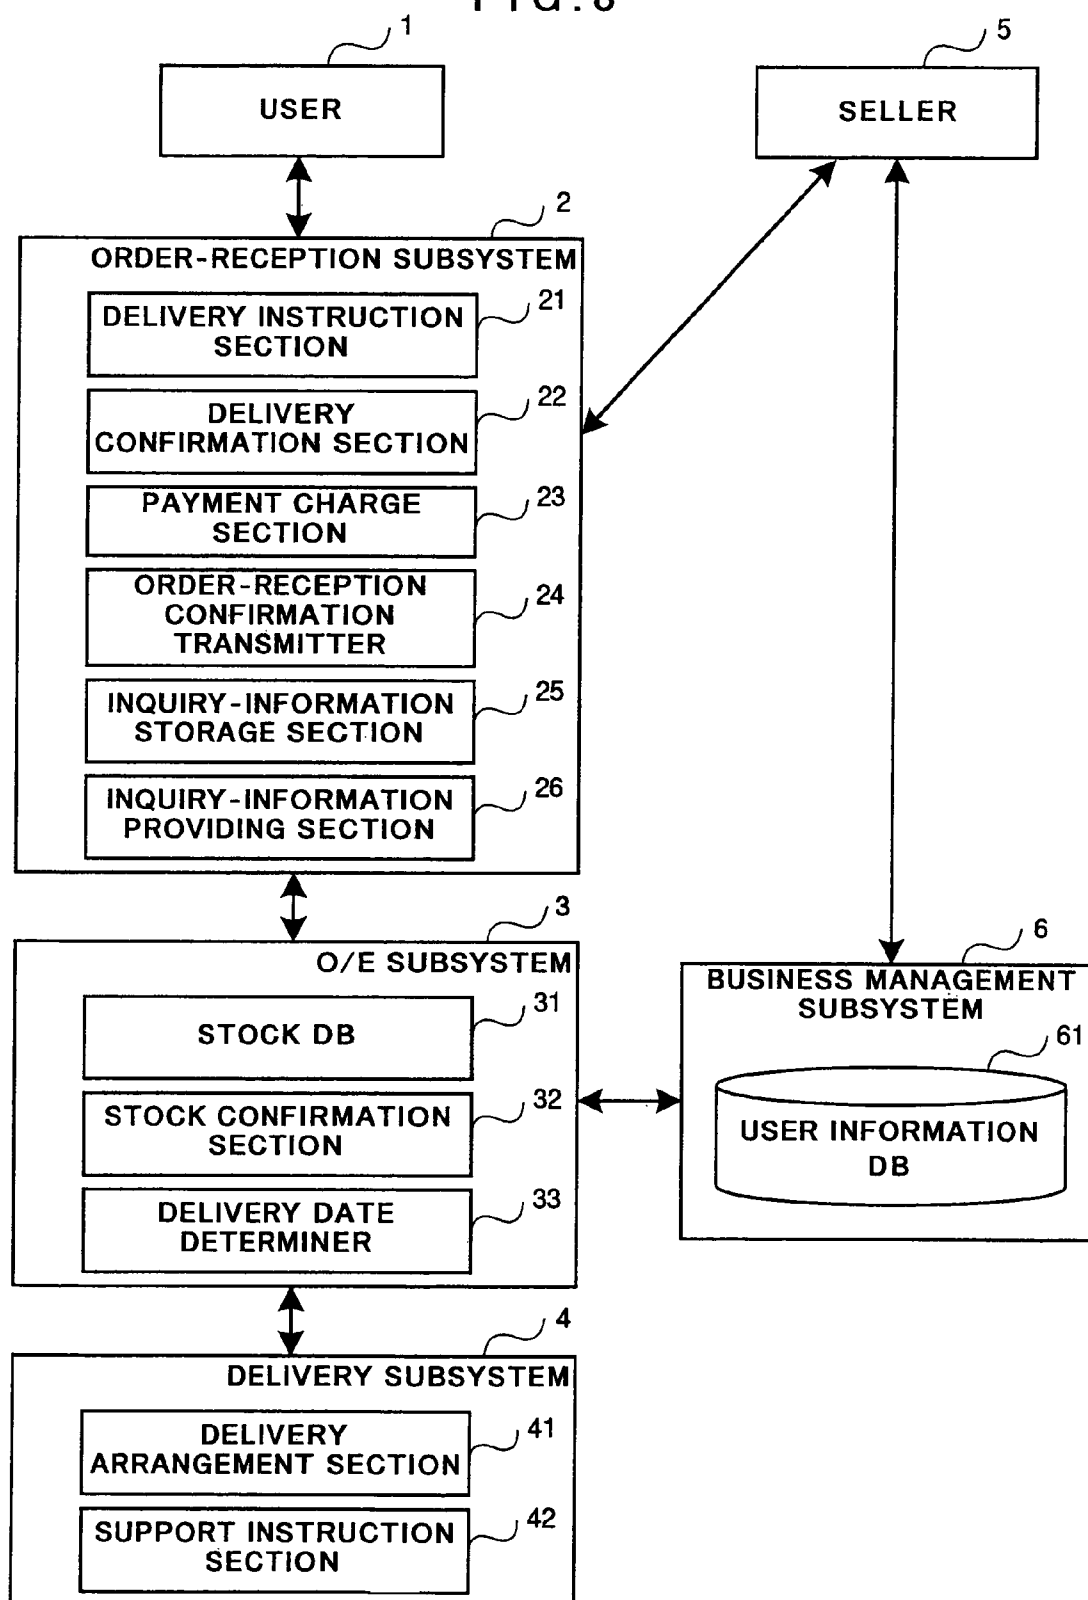 FIG.8
1
USER
5
SELLER
2
ORDER-RECEPTION SUBSYSTEM
21
DELIVERY INSTRUCTION
SECTION
22
DELIVERY
CONFIRMATION SECTION
23
PAYMENT CHARGE
SECTION
24
ORDER-RECEPTION
CONFIRMATION
TRANSMITTER
25
INQUIRY-INFORMATION
STORAGE SECTION
26
INQUIRY-INFORMATION
PROVIDING SECTION
3
O/E SUBSYSTEM
31
STOCK DB
32
STOCK CONFIRMATION
SECTION
33
DELIVERY DATE
DETERMINER
6
BUSINESS MANAGEMENT
SUBSYSTEM
61
USER INFORMATION
DB
4
DELIVERY SUBSYSTEM
41
DELIVERY
ARRANGEMENT SECTION
42
SUPPORT INSTRUCTION
SECTION